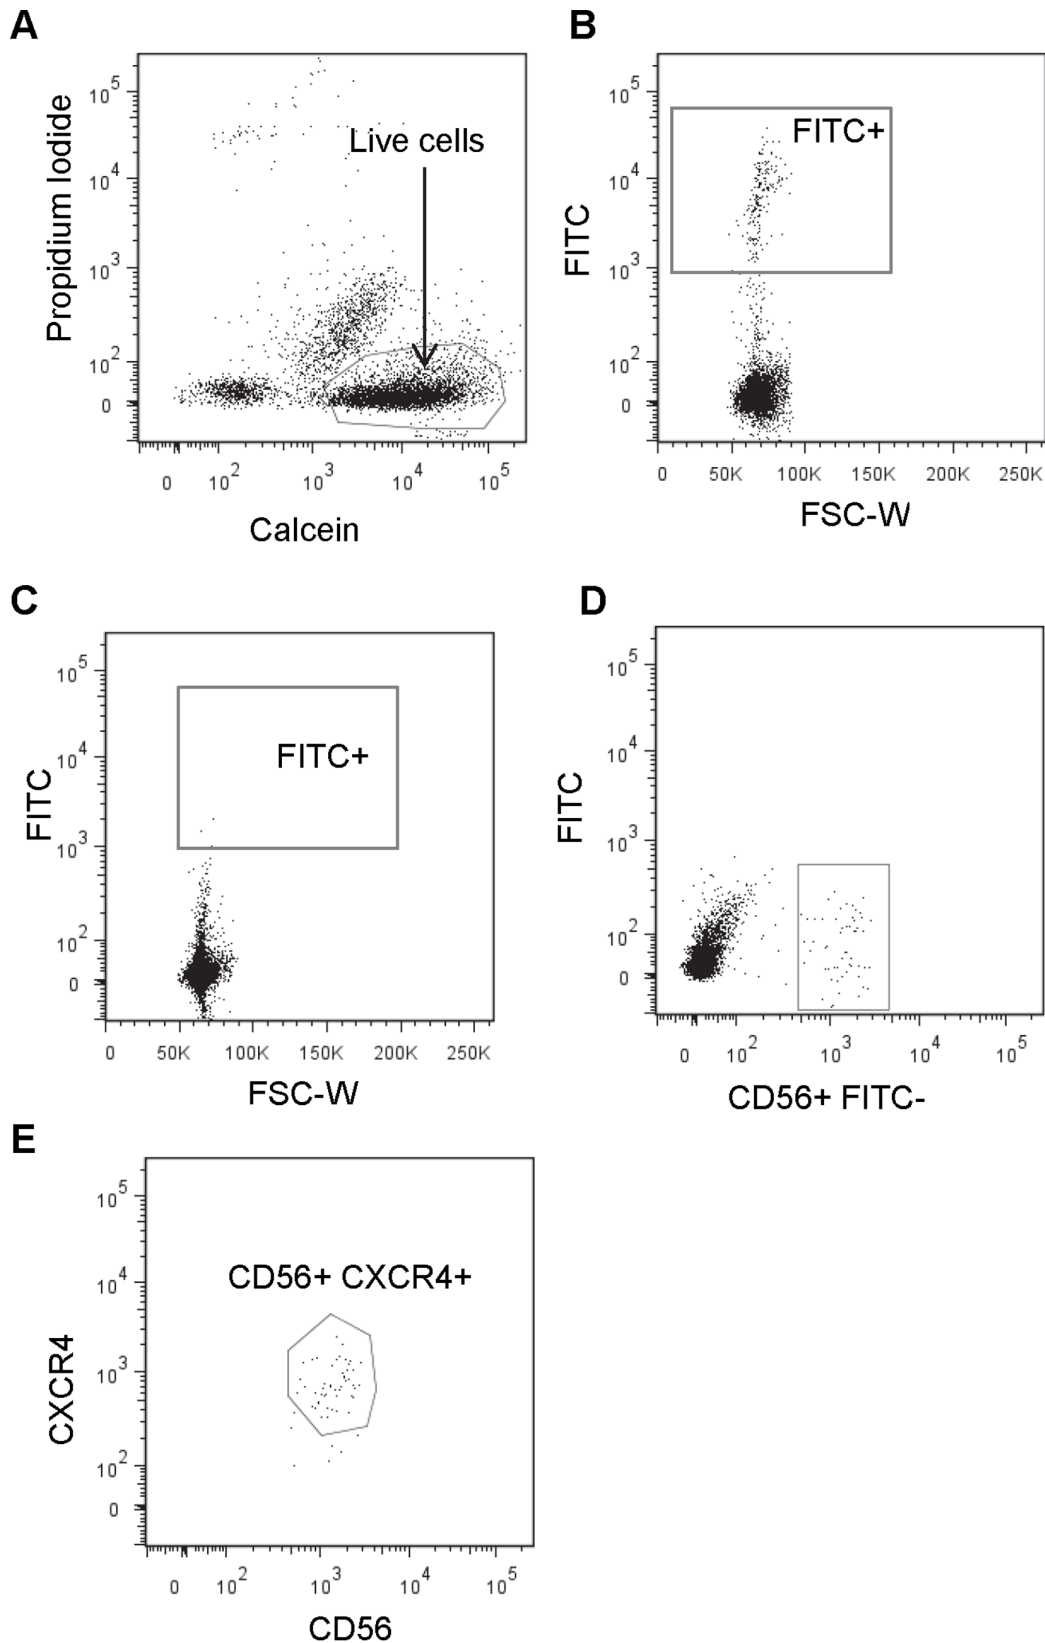 A
Propidium Iodide
10^5
10^4
10^3
10^2
0
Live cells
0 10^2 10^3 10^4 10^5
Calcein
B
FITC
10^5
10^4
10^3
10^2
0
FITC+
0 50K 100K 150K 200K 250K
FSC-W
C
FITC
10^5
10^4
10^3
10^2
0
FITC+
0 50K 100K 150K 200K 250K
FSC-W
D
FITC
10^5
10^4
10^3
10^2
0
0 10^2 10^3 10^4 10^5
CD56+ FITC-
E
CXCR4
10^5
10^4
10^3
10^2
0
CD56+ CXCR4+
0 10^2 10^3 10^4 10^5
CD56